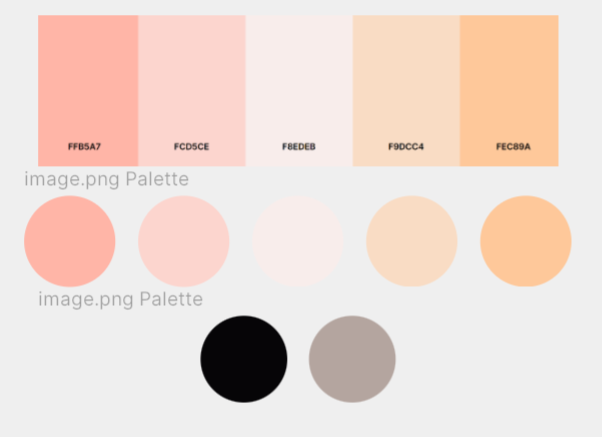 FFB5A7 FCD5CE F8EDEB F9DCC4 FEC89A
image.png Palette
image.png Palette